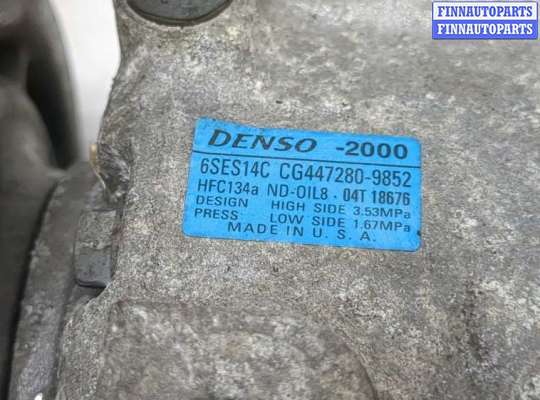 FINNAUTOPARTS
FINNAUTOPARTS
DENSO -2000
6SES14C CG447280-9852
HFC134a ND-OIL8 · 04T 18676
DESIGN HIGH SIDE 3.53MPa
PRESS· LOW SIDE 1.67MPa
MADE IN U. S. A.